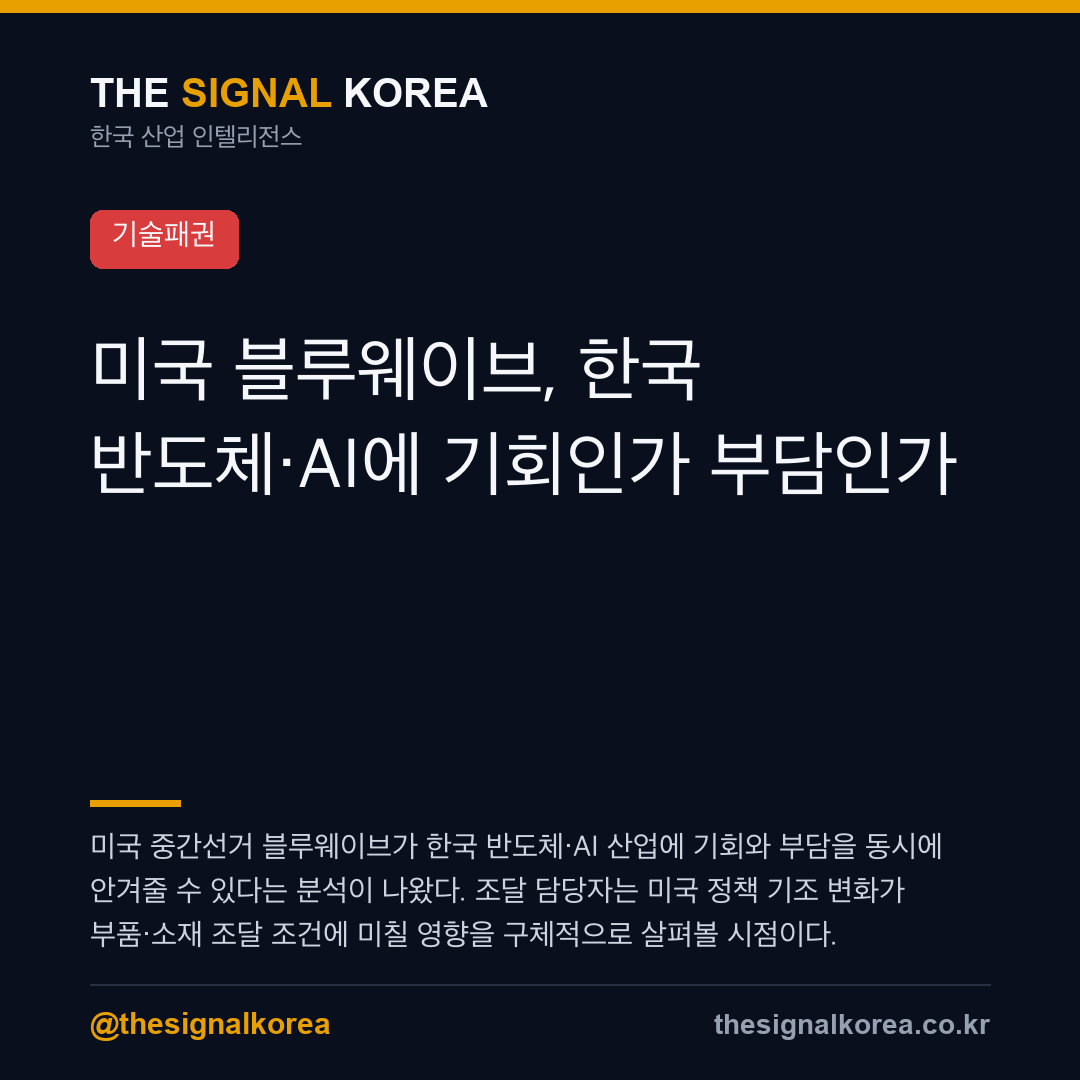 THE SIGNAL KOREA
한국 산업 인텔리전스
기술패권
미국 블루웨이브, 한국
반도체·AI에 기회인가 부담인가
미국 중간선거 블루웨이브가 한국 반도체·AI 산업에 기회와 부담을 동시에
안겨줄 수 있다는 분석이 나왔다. 조달 담당자는 미국 정책 기조 변화가
부품·소재 조달 조건에 미칠 영향을 구체적으로 살펴볼 시점이다.
@thesignalkorea
thesignalkorea.co.kr